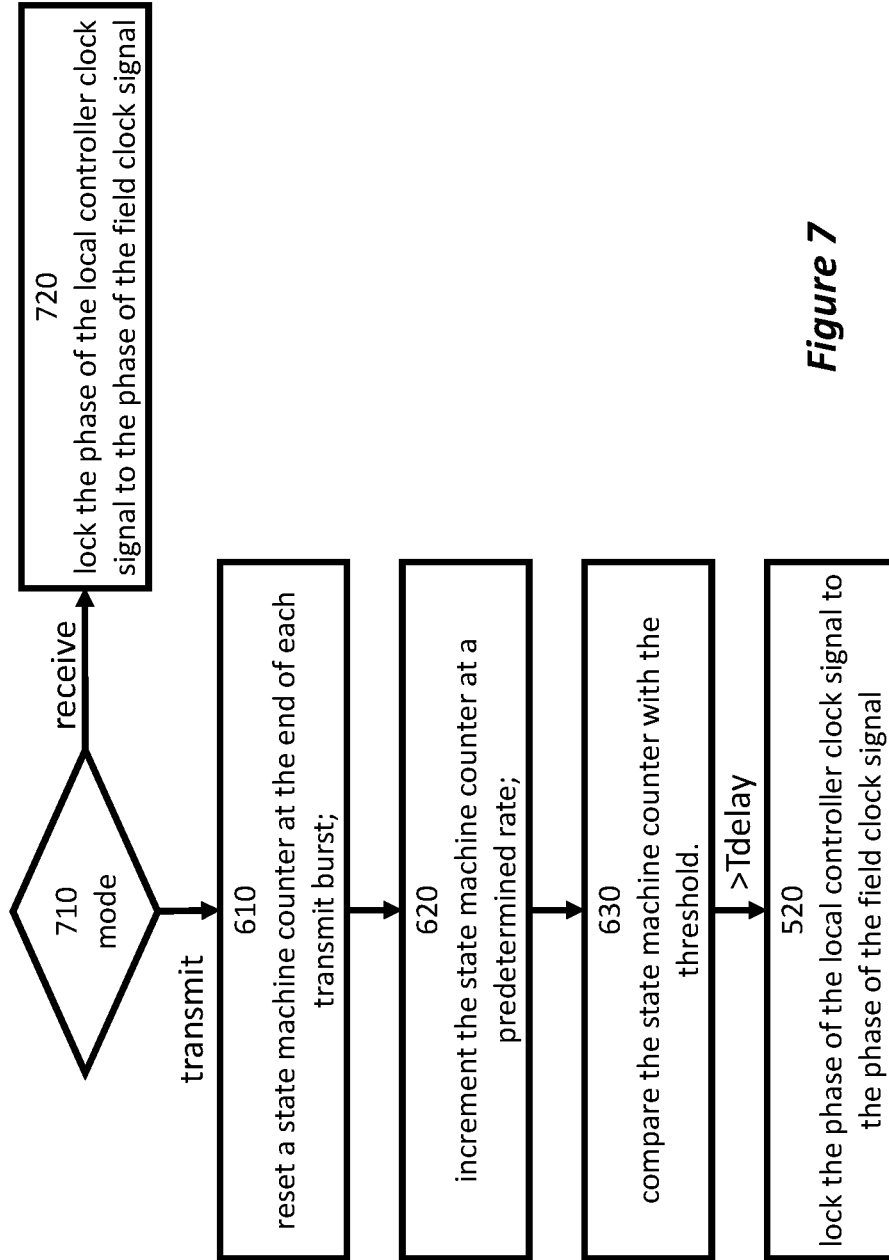 710
mode
receive
720
lock the phase of the local controller clock
signal to the phase of the field clock signal
transmit
610
reset a state machine counter at the end of each
transmit burst;
620
increment the state machine counter at a
predetermined rate;
630
compare the state machine counter with the
threshold.
>Tdelay
520
lock the phase of the local controller clock signal to
the phase of the field clock signal
Figure 7